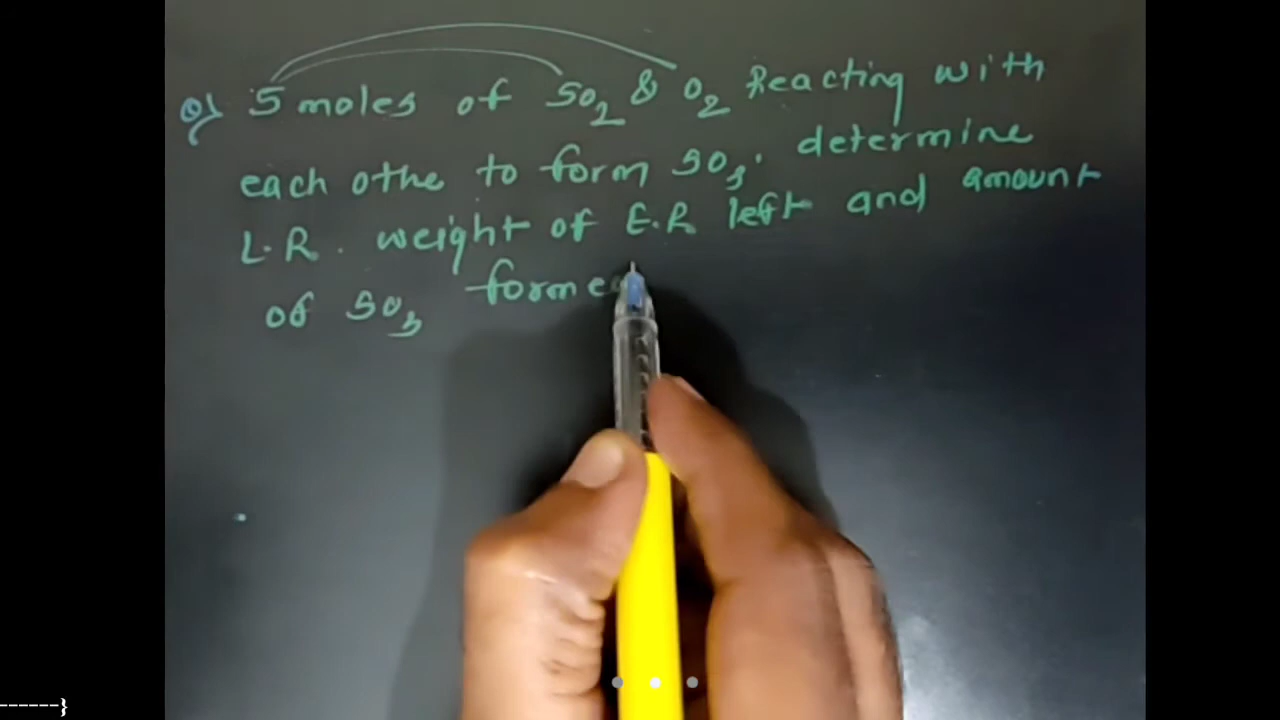 Q) 5 moles of SO2 & O2 Reacting with
each othe to form SO3. determine
L.R. weight of E.R left and amount
of SO3 forme
------}